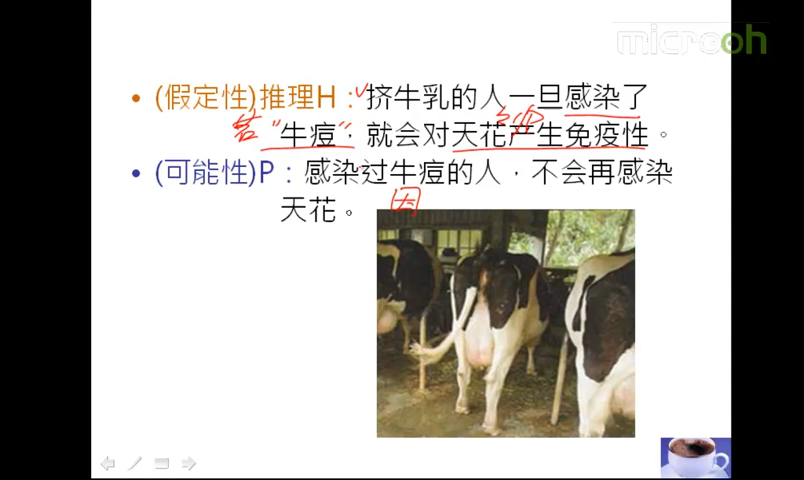 microoh
• (假定性)推理H：挤牛乳的人一旦感染了
若 "牛痘"，就会对天花产生免疫性。
• (可能性)P：感染过牛痘的人，不会再感染
因
天花。